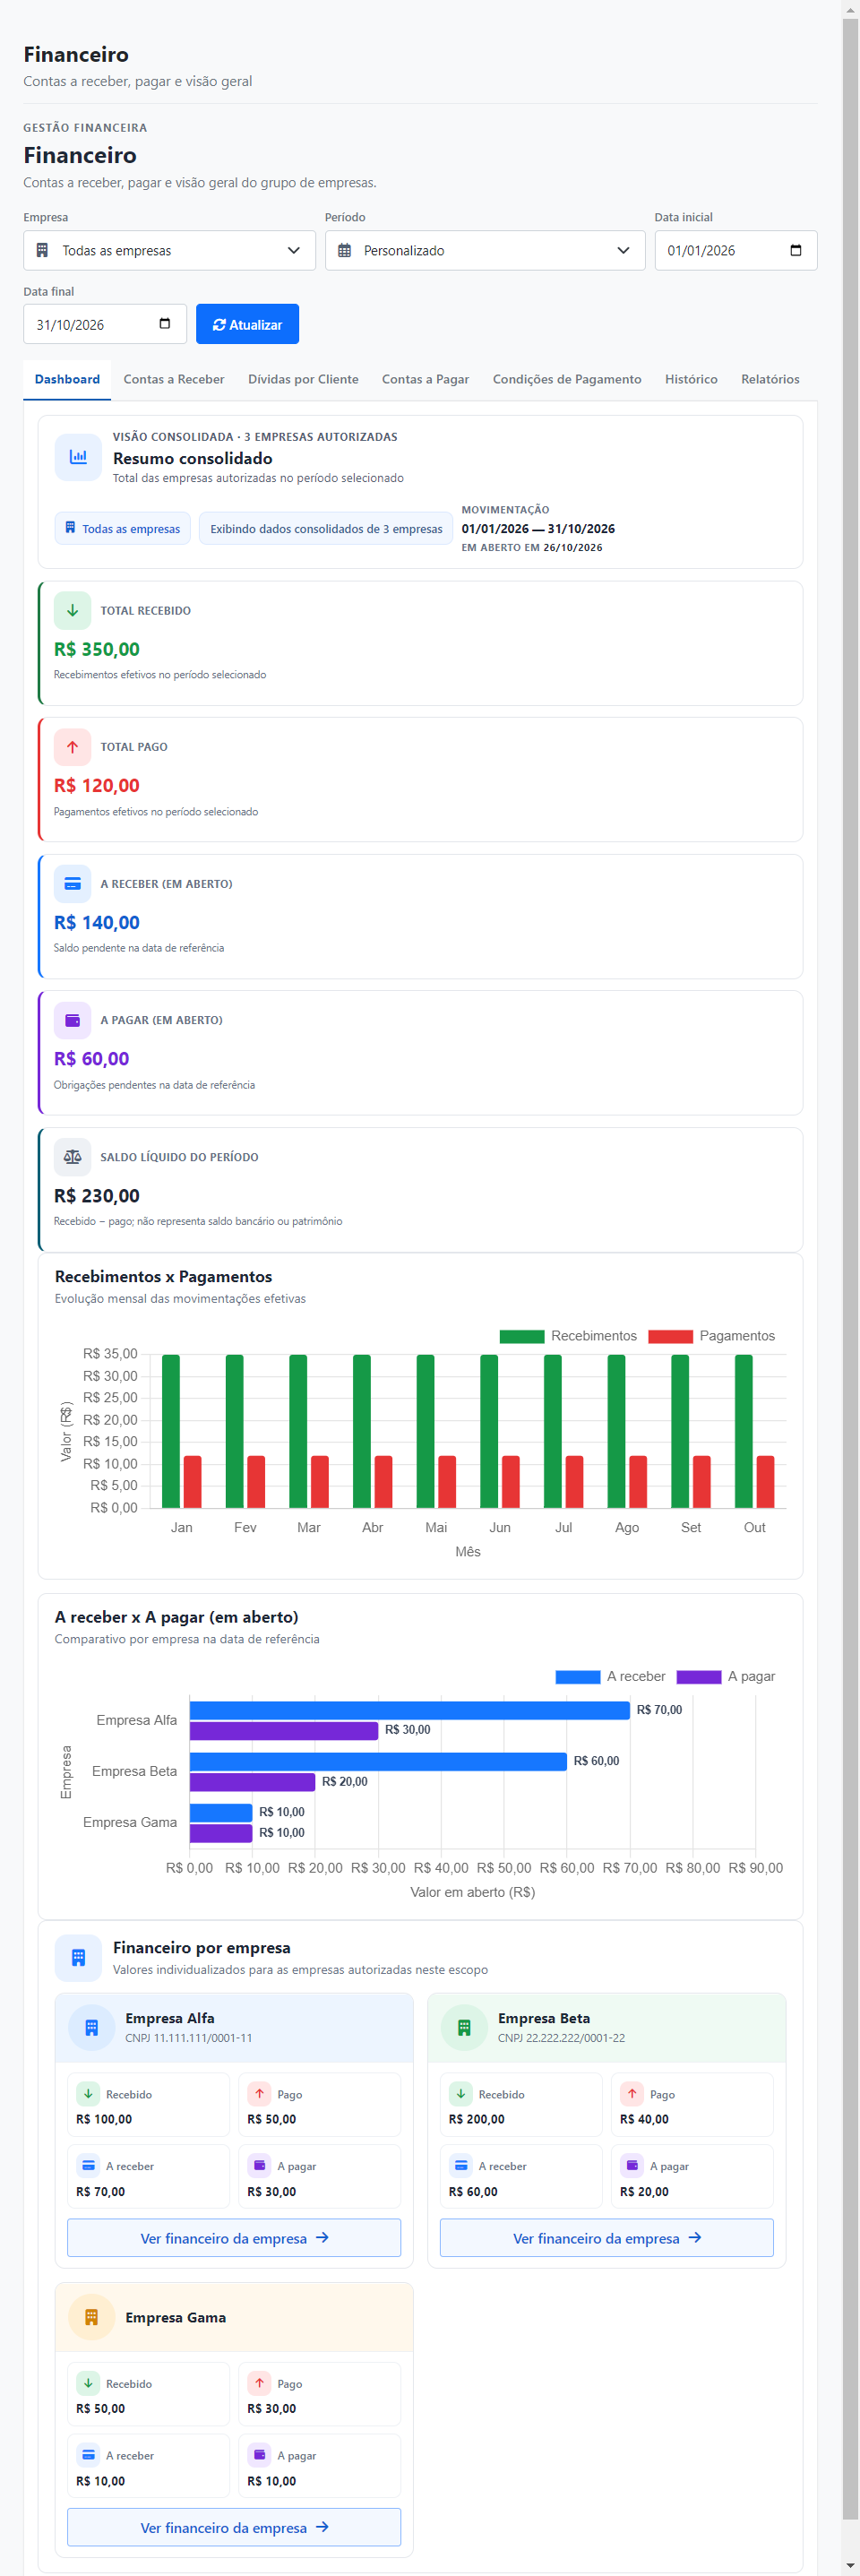 Financeiro
Contas a receber, pagar e visão geral
GESTÃO FINANCEIRA
Financeiro
Contas a receber, pagar e visão geral do grupo de empresas.
Empresa
Todas as empresas
Período
Personalizado
Data inicial
01/01/2026
Data final
31/10/2026
Atualizar
Dashboard
Contas a Receber
Dívidas por Cliente
Contas a Pagar
Condições de Pagamento
Histórico
Relatórios
VISÃO CONSOLIDADA · 3 EMPRESAS AUTORIZADAS
Resumo consolidado
Total das empresas autorizadas no período selecionado
Todas as empresas
Exibindo dados consolidados de 3 empresas
MOVIMENTAÇÃO
01/01/2026 — 31/10/2026
EM ABERTO EM 26/10/2026
TOTAL RECEBIDO
R$ 350,00
Recebimentos efetivos no período selecionado
TOTAL PAGO
R$ 120,00
Pagamentos efetivos no período selecionado
A RECEBER (EM ABERTO)
R$ 140,00
Saldo pendente na data de referência
A PAGAR (EM ABERTO)
R$ 60,00
Obrigações pendentes na data de referência
SALDO LÍQUIDO DO PERÍODO
R$ 230,00
Recebido − pago; não representa saldo bancário ou patrimônio
Recebimentos x Pagamentos
Evolução mensal das movimentações efetivas
Recebimentos
Pagamentos
Valor (R$)
R$ 35,00
R$ 30,00
R$ 25,00
R$ 20,00
R$ 15,00
R$ 10,00
R$ 5,00
R$ 0,00
Jan Fev Mar Abr Mai Jun Jul Ago Set Out
Mês
A receber x A pagar (em aberto)
Comparativo por empresa na data de referência
A receber
A pagar
Empresa
Empresa Alfa
R$ 70,00
R$ 30,00
Empresa Beta
R$ 60,00
R$ 20,00
Empresa Gama
R$ 10,00
R$ 10,00
R$ 0,00 R$ 10,00 R$ 20,00 R$ 30,00 R$ 40,00 R$ 50,00 R$ 60,00 R$ 70,00 R$ 80,00 R$ 90,00
Valor em aberto (R$)
Financeiro por empresa
Valores individualizados para as empresas autorizadas neste escopo
Empresa Alfa
CNPJ 11.111.111/0001-11
Recebido
R$ 100,00
Pago
R$ 50,00
A receber
R$ 70,00
A pagar
R$ 30,00
Ver financeiro da empresa
Empresa Beta
CNPJ 22.222.222/0001-22
Recebido
R$ 200,00
Pago
R$ 40,00
A receber
R$ 60,00
A pagar
R$ 20,00
Ver financeiro da empresa
Empresa Gama
Recebido
R$ 50,00
Pago
R$ 30,00
A receber
R$ 10,00
A pagar
R$ 10,00
Ver financeiro da empresa